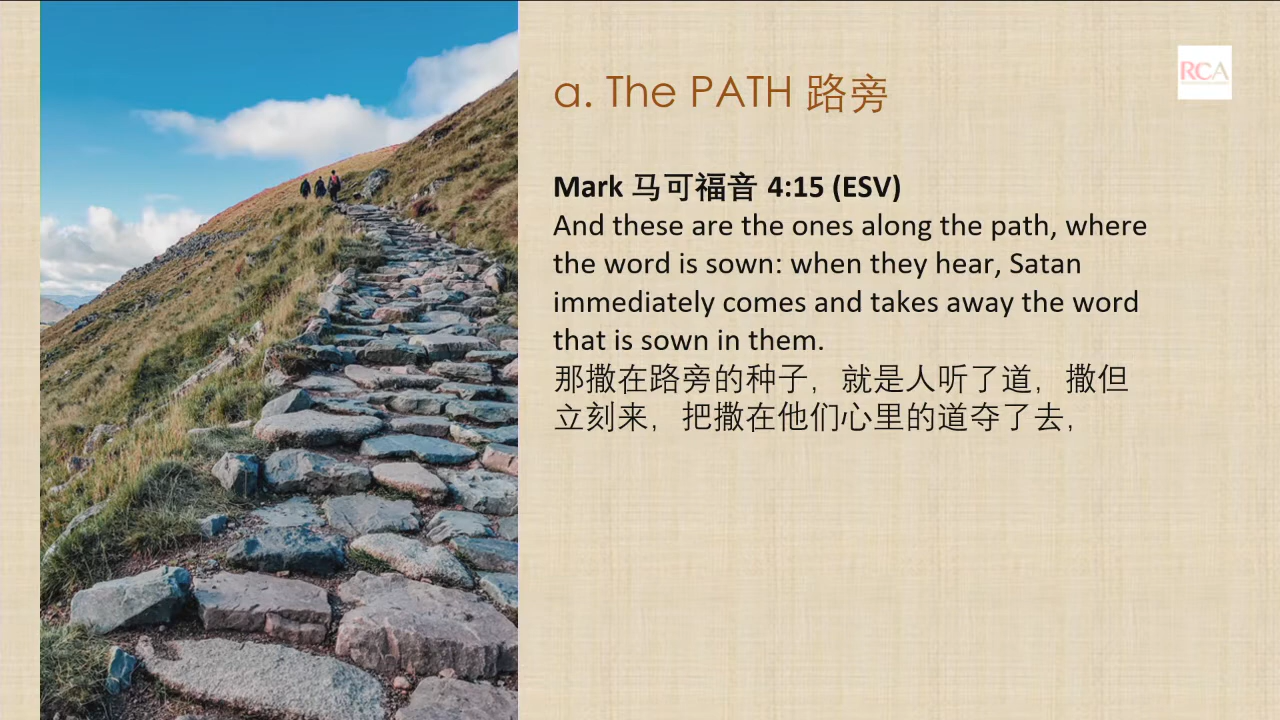 a. The PATH 路旁
RCA
Mark 马可福音 4:15 (ESV)
And these are the ones along the path, where
the word is sown: when they hear, Satan
immediately comes and takes away the word
that is sown in them.
那撒在路旁的种子，就是人听了道，撒但
立刻来，把撒在他们心里的道夺了去，